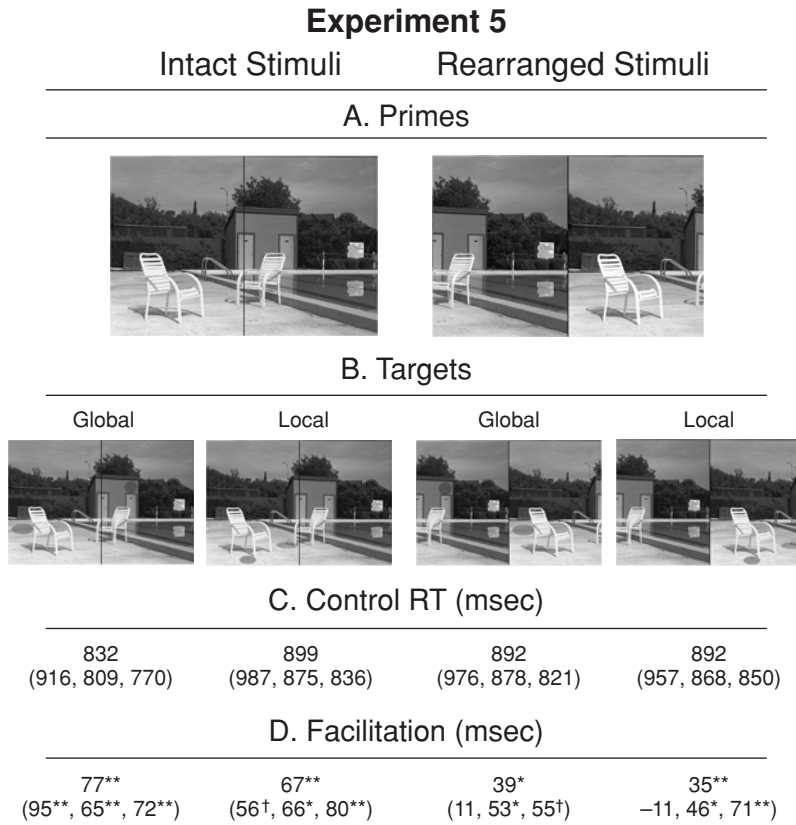 Experiment 5
Intact Stimuli Rearranged Stimuli
A. Primes
B. Targets
Global Local Global Local
C. Control RT (msec)
832 899 892 892
(916, 809, 770) (987, 875, 836) (976, 878, 821) (957, 868, 850)
D. Facilitation (msec)
77** 67** 39* 35**
(95**, 65**, 72**) (56†, 66*, 80**) (11, 53*, 55†) –11, 46*, 71**)